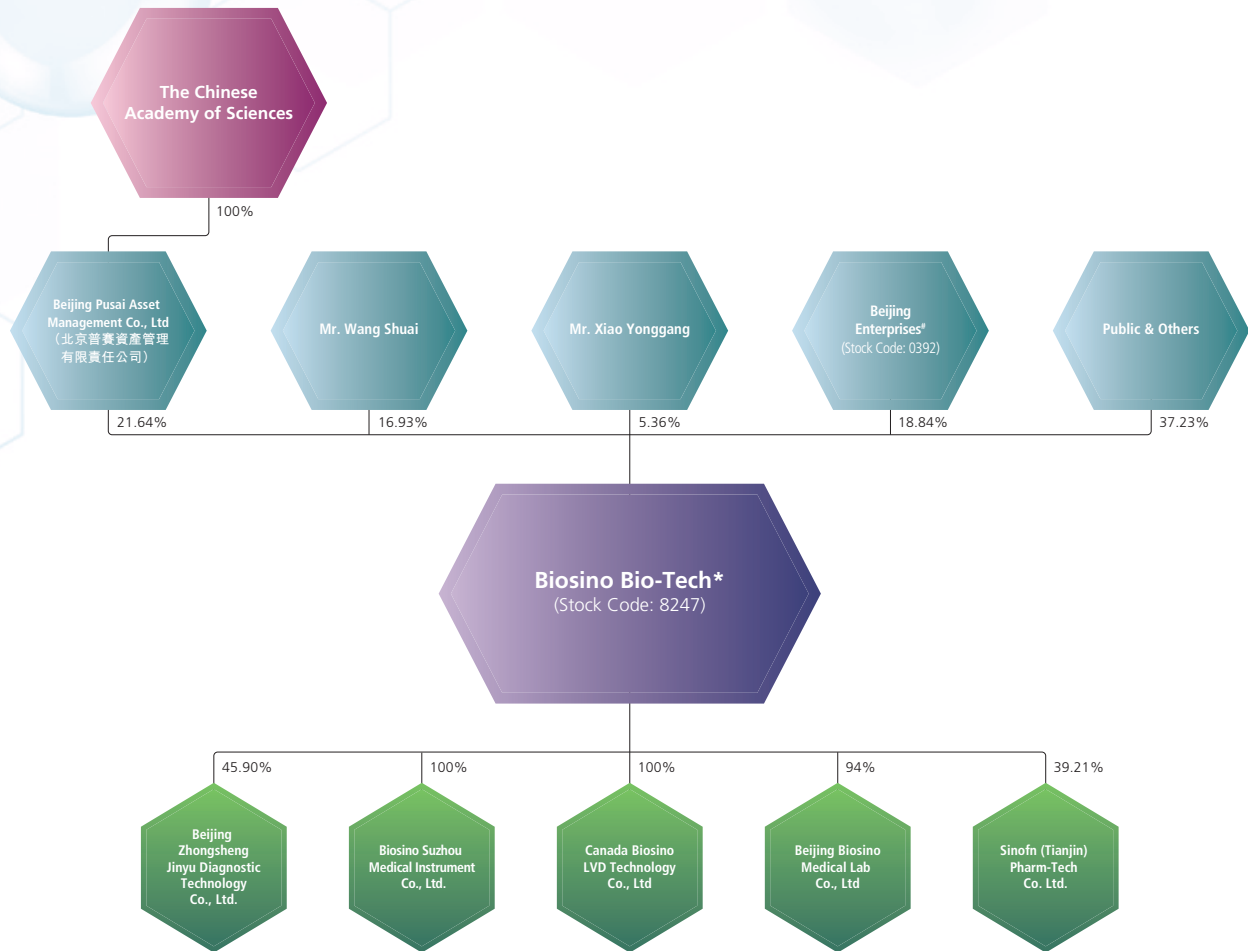 The Chinese
Academy of Sciences
100%
Beijing Pusai Asset
Management Co., Ltd
（北京普賽資產管理
有限責任公司）
Mr. Wang Shuai
Mr. Xiao Yonggang
Beijing
Enterprises#
(Stock Code: 0392)
Public & Others
21.64%
16.93%
5.36%
18.84%
37.23%
Biosino Bio-Tech*
(Stock Code: 8247)
45.90%
100%
100%
94%
39.21%
Beijing
Zhongsheng
Jinyu Diagnostic
Technology
Co., Ltd.
Biosino Suzhou
Medical Instrument
Co., Ltd.
Canada Biosino
LVD Technology
Co., Ltd
Beijing Biosino
Medical Lab
Co., Ltd
Sinofn (Tianjin)
Pharm-Tech
Co. Ltd.